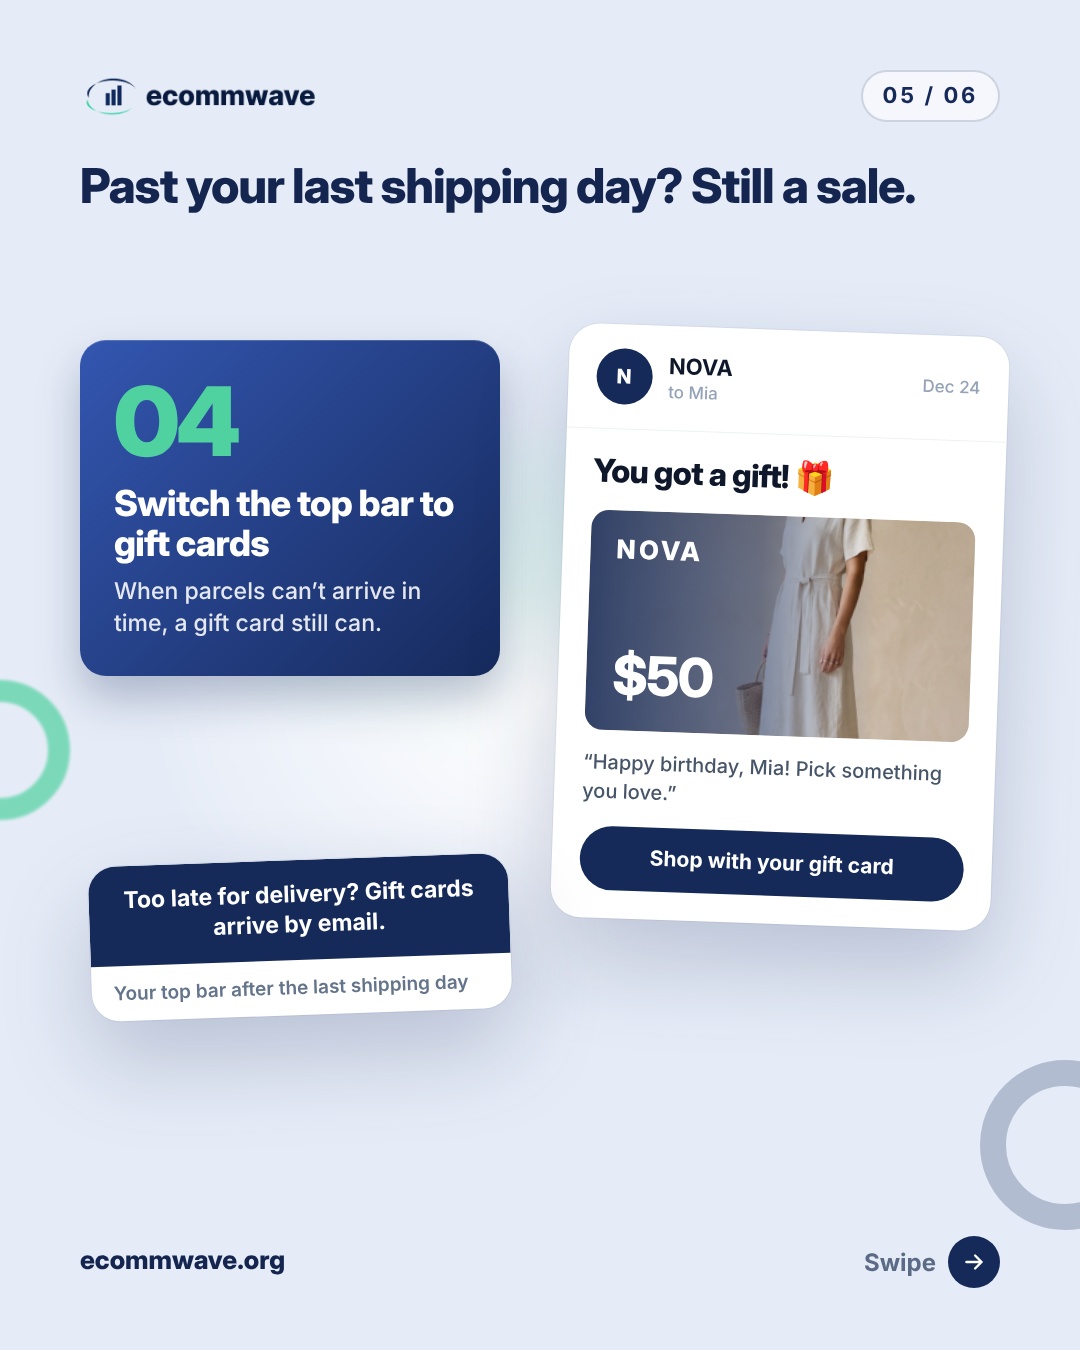 ecommwave
05 / 06
Past your last shipping day? Still a sale.
04
Switch the top bar to
gift cards
When parcels can’t arrive in
time, a gift card still can.
N
NOVA
to Mia
Dec 24
You got a gift! 🎁
NOVA
$50
“Happy birthday, Mia! Pick something
you love.”
Shop with your gift card
Too late for delivery? Gift cards
arrive by email.
Your top bar after the last shipping day
ecommwave.org
Swipe →